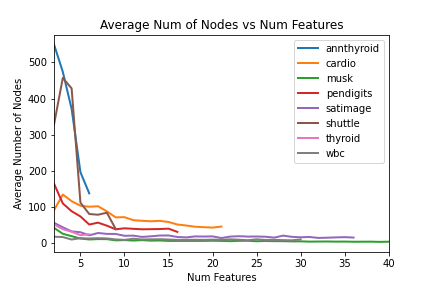 Average Num of Nodes vs Num Features
Average Number of Nodes
500
400
300
200
100
0
annthyroid
cardio
musk
pendigits
satimage
shuttle
thyroid
wbc
5 10 15 20 25 30 35 40
Num Features